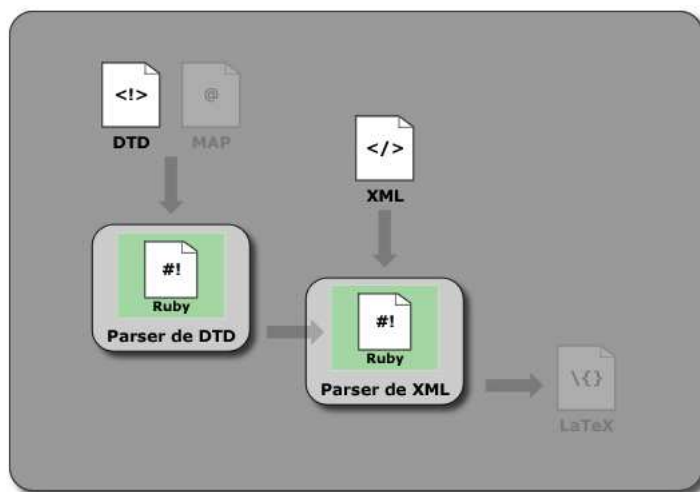 <!>
@
DTD
MAP
</>
XML
#!
Ruby
Parser de DTD
#!
Ruby
Parser de XML
\{}
LaTeX